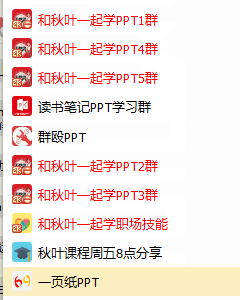 和秋叶一起学PPT1群
和秋叶一起学PPT4群
和秋叶一起学PPT5群
读书笔记PPT学习群
群殴PPT
和秋叶一起学PPT2群
和秋叶一起学PPT3群
和秋叶一起学职场技能
秋叶课程周五8点分享
一页纸PPT